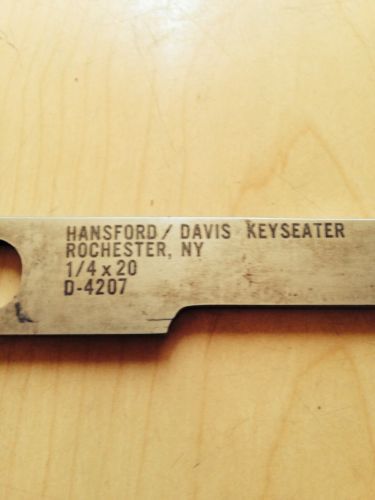 HANSFORD/ DAVIS KEYSEATER
ROCHESTER, NY
1/4 x 20
D-4207